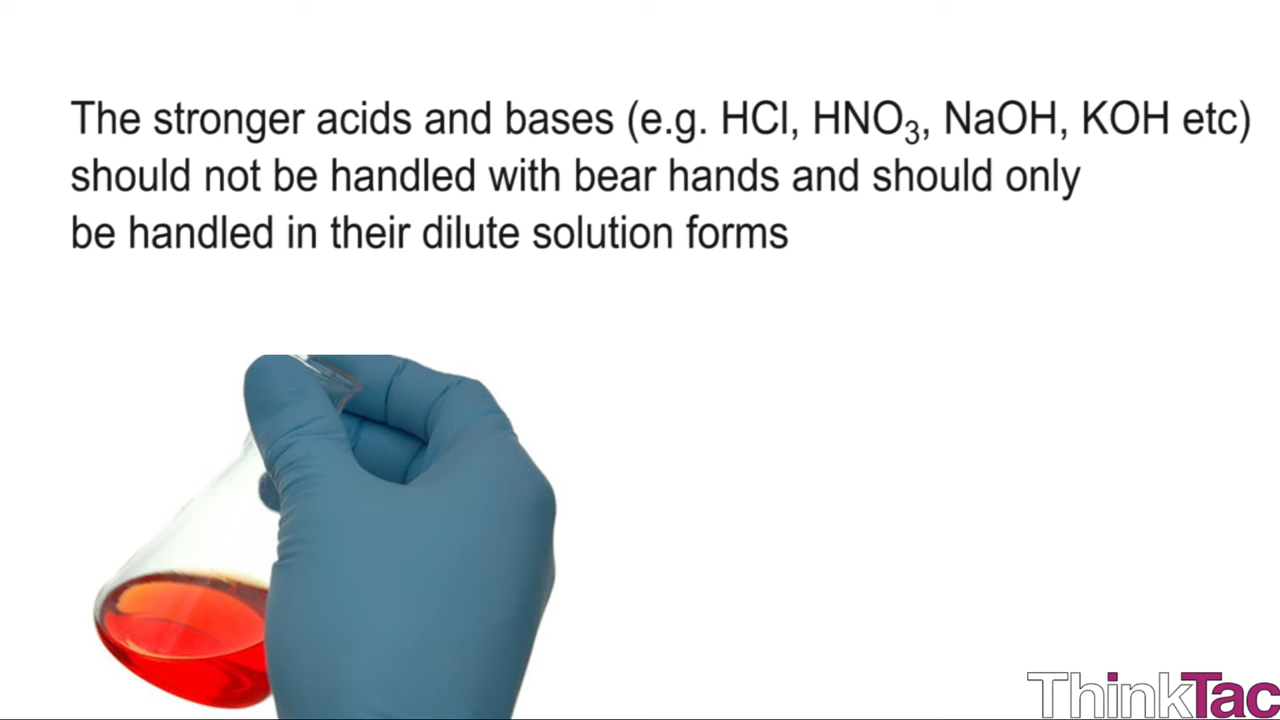 The stronger acids and bases (e.g. HCl, HNO₃, NaOH, KOH etc)
should not be handled with bear hands and should only
be handled in their dilute solution forms
ThinkTac